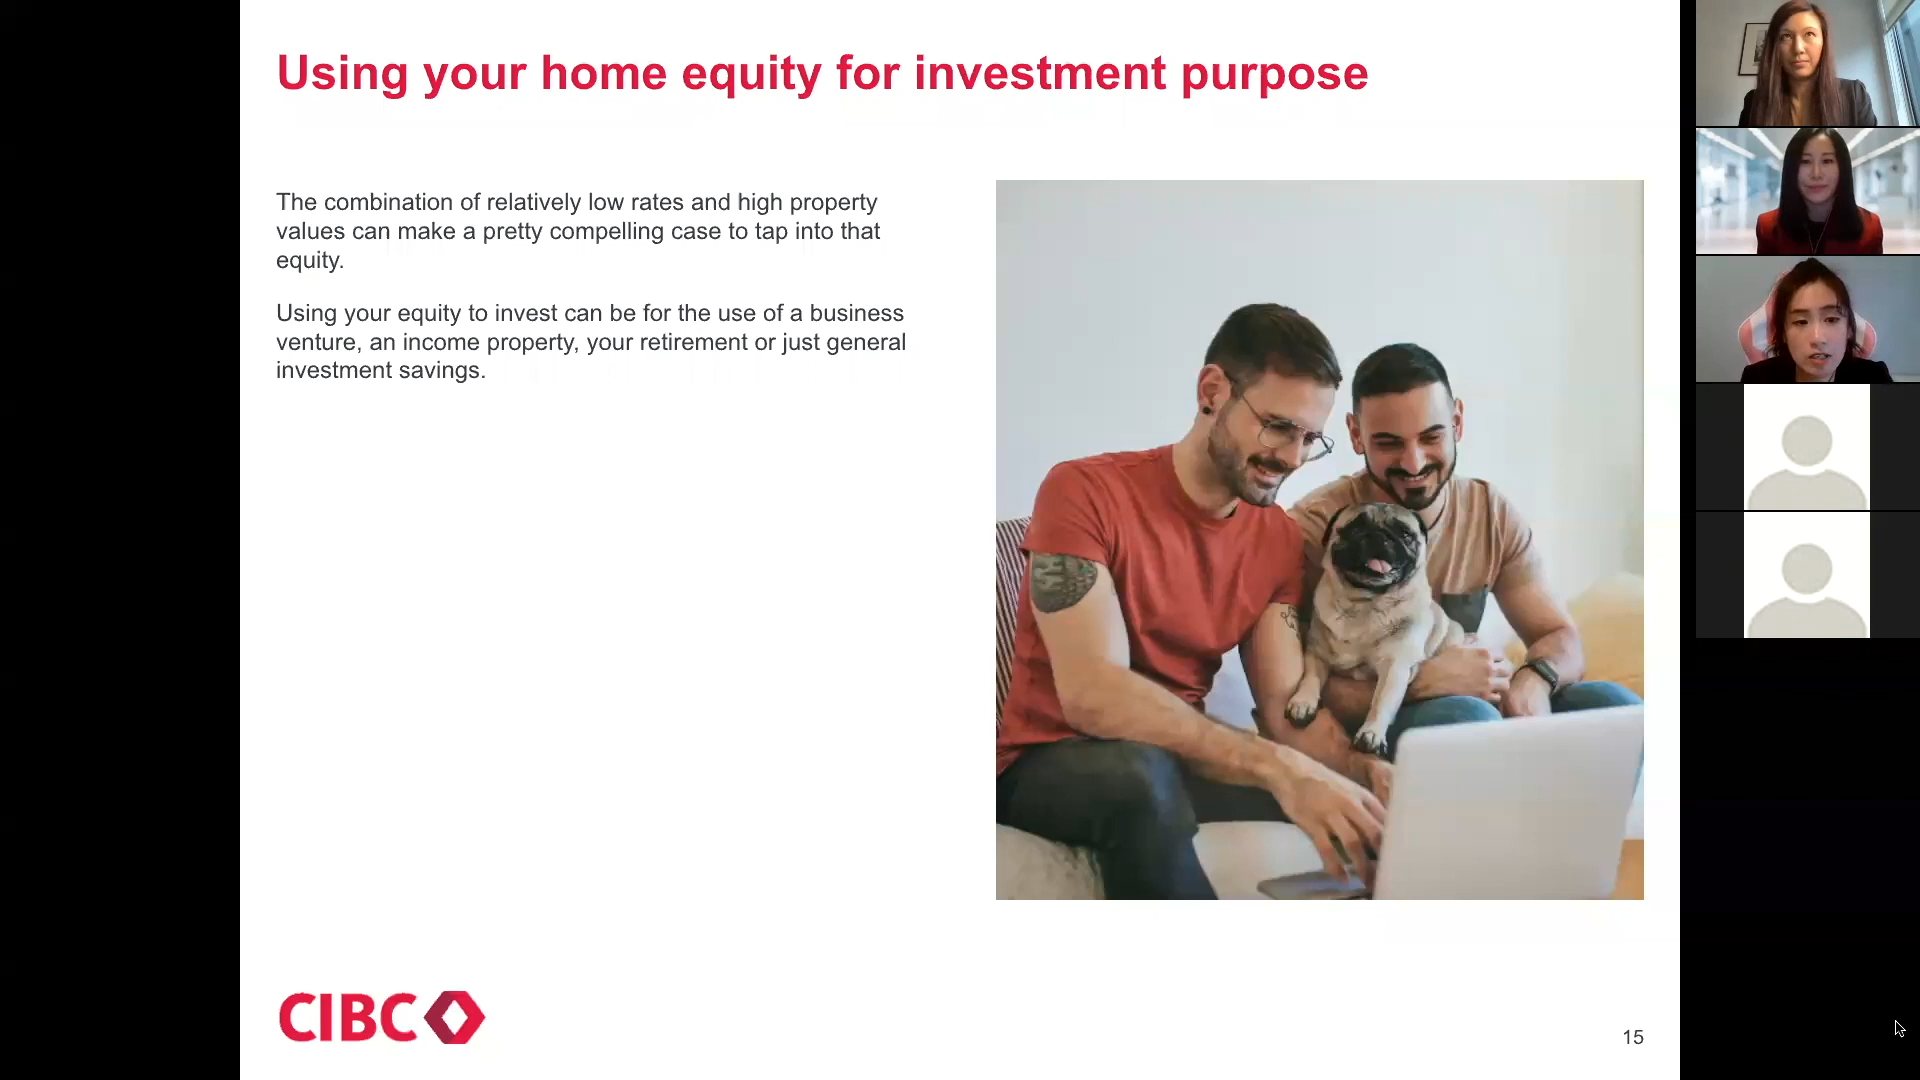 Using your home equity for investment purpose
The combination of relatively low rates and high property
values can make a pretty compelling case to tap into that
equity.
Using your equity to invest can be for the use of a business
venture, an income property, your retirement or just general
investment savings.
CIBC
15